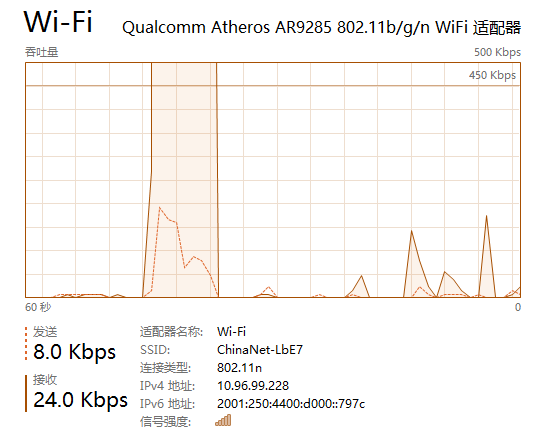 Wi-Fi Qualcomm Atheros AR9285 802.11b/g/n WiFi 适配器
吞吐量 500 Kbps
450 Kbps
60 秒 0
发送
8.0 Kbps
接收
24.0 Kbps
适配器名称: Wi-Fi
SSID: ChinaNet-LbE7
连接类型: 802.11n
IPv4 地址: 10.96.99.228
IPv6 地址: 2001:250:4400:d000::797c
信号强度: